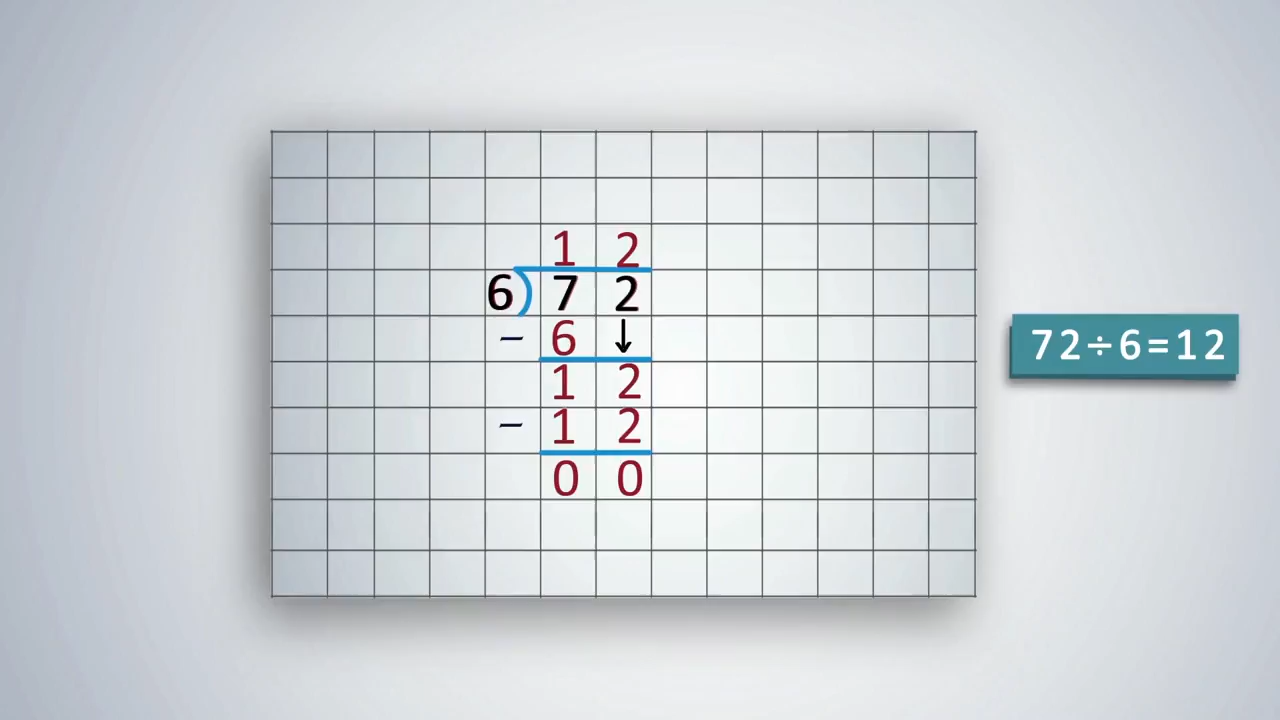 1 2
6) 7 2
− 6 ↓
1 2
− 1 2
0 0
72÷6=12